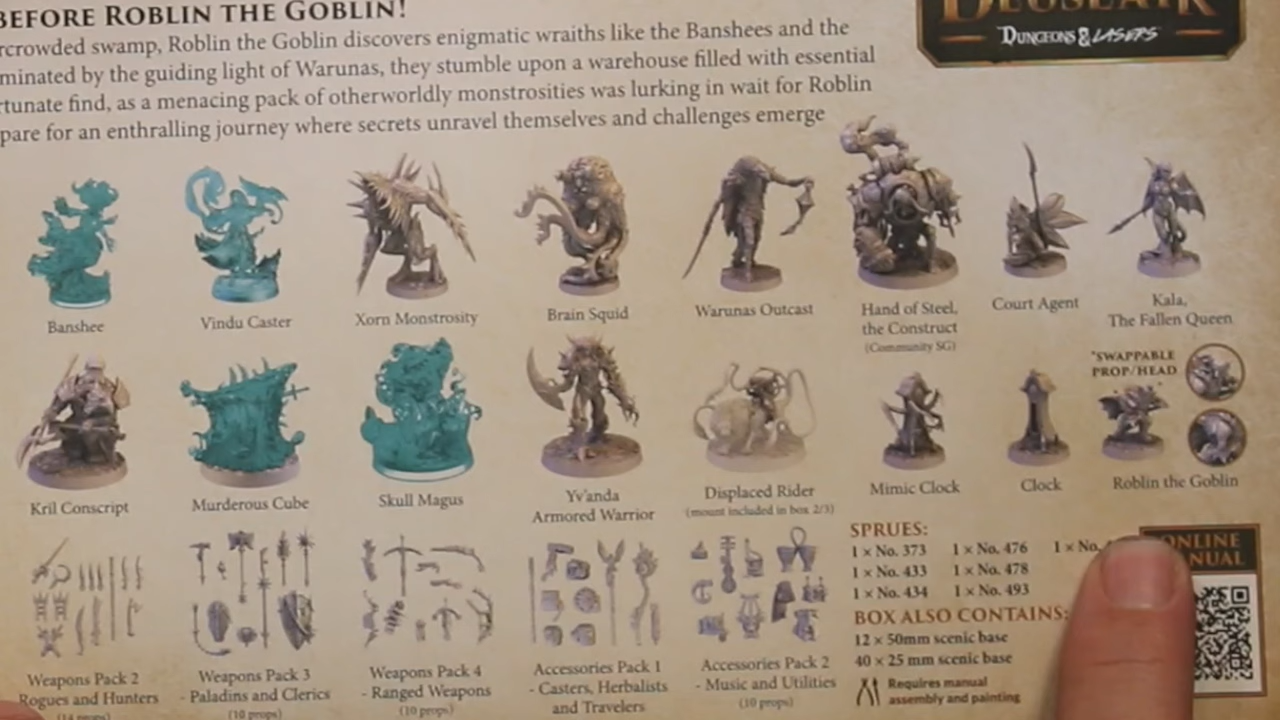 BEFORE ROBLIN THE GOBLIN!
rcrowded swamp, Roblin the Goblin discovers enigmatic wraiths like the Banshees and the
minated by the guiding light of Warunas, they stumble upon a warehouse filled with essential
rtunate find, as a menacing pack of otherworldly monstrosities was lurking in wait for Roblin
pare for an enthralling journey where secrets unravel themselves and challenges emerge
DUNGEONS & LASERS
Banshee
Vindu Caster
Xorn Monstrosity
Brain Squid
Warunas Outcast
Hand of Steel,
the Construct
(Community SG)
Court Agent
Kala,
The Fallen Queen
*SWAPPABLE
PROP/HEAD
Kril Conscript
Murderous Cube
Skull Magus
Yv'anda
Armored Warrior
Displaced Rider
(mount included in box 2/3)
Mimic Clock
Clock
Roblin the Goblin
Weapons Pack 2
Rogues and Hunters
(14 props)
Weapons Pack 3
- Paladins and Clerics
(10 props)
Weapons Pack 4
- Ranged Weapons
(10 props)
Accessories Pack 1
- Casters, Herbalists
and Travelers
Accessories Pack 2
- Music and Utilities
(10 props)
SPRUES:
1 x No. 373 1 x No. 476 1 x No.
1 x No. 433 1 x No. 478
1 x No. 434 1 x No. 493
BOX ALSO CONTAINS:
12 x 50mm scenic base
40 x 25 mm scenic base
Requires manual
assembly and painting
ONLINE
NUAL